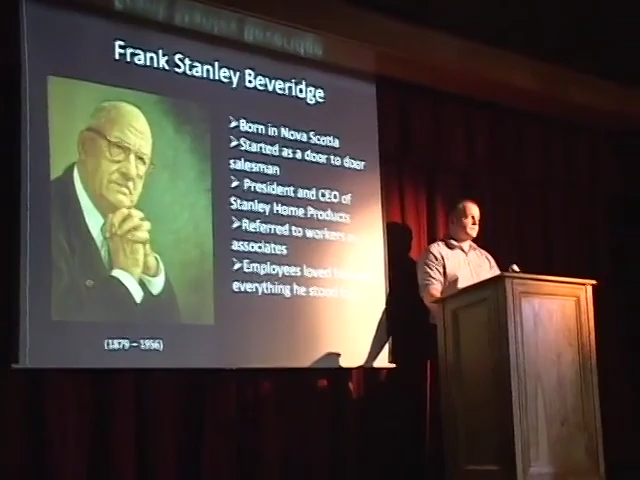 Frank Stanley Beveridge
➢Born in Nova Scotia
➢Started as a door to door
salesman
➢ President and CEO of
Stanley Home Products
➢Referred to workers
associates
➢Employees loved
everything he stood
(1879 – 1956)